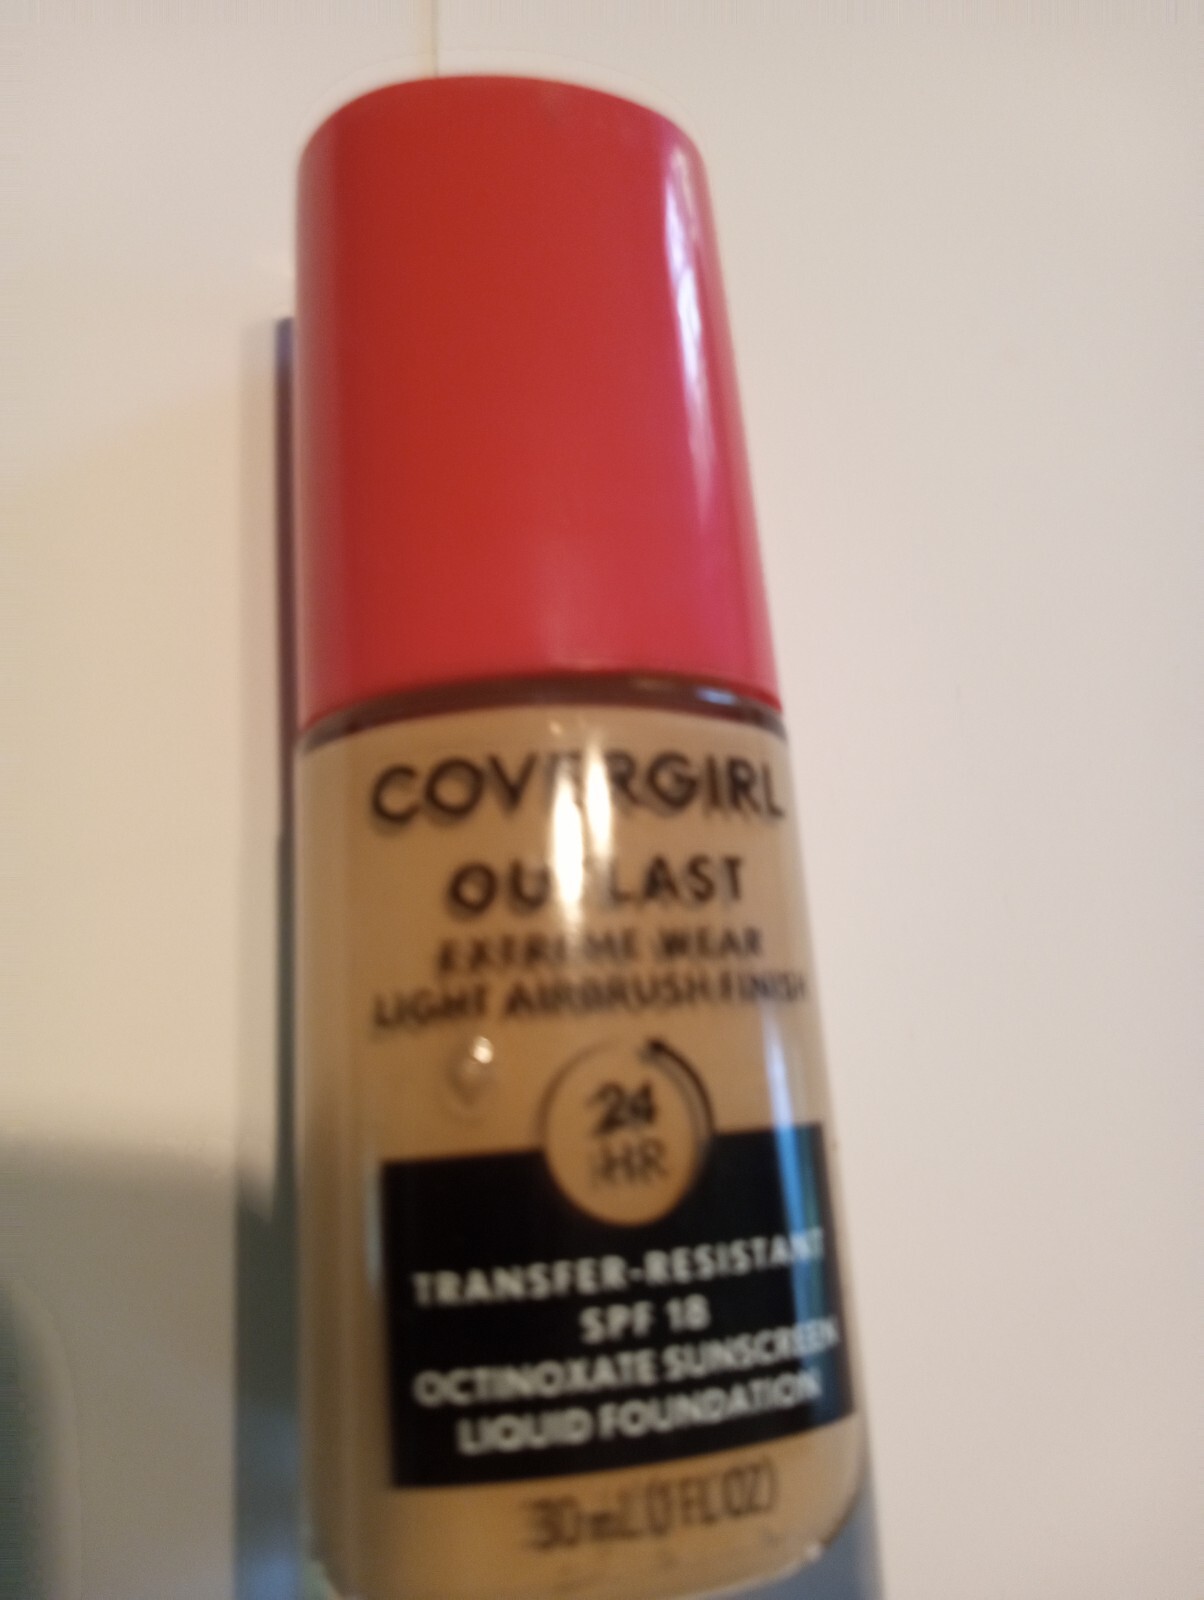 COVERGIRL
OUTLAST
EXTREME WEAR
LIGHT AIRBRUSH FINISH
24
HR
TRANSFER-RESISTANT
SPF 18
OCTINOXATE SUNSCREEN
LIQUID FOUNDATION
30 mL (1 FL OZ)